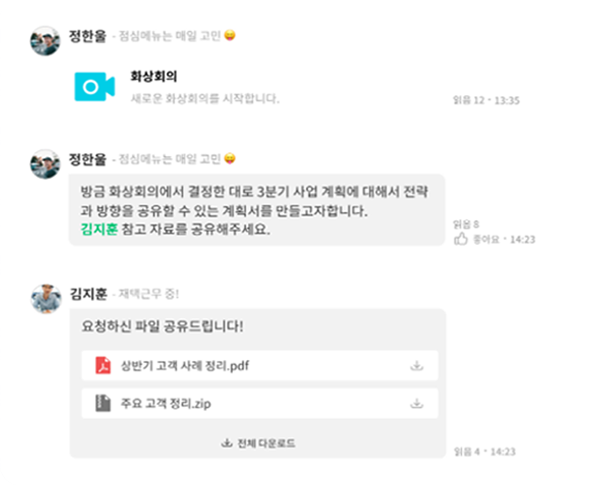 정한울 - 점심메뉴는 매일 고민 😛
화상회의
새로운 화상회의를 시작합니다.
읽음 12 · 13:35
정한울 - 점심메뉴는 매일 고민 😛
방금 화상회의에서 결정한 대로 3분기 사업 계획에 대해서 전략
과 방향을 공유할 수 있는 계획서를 만들고자합니다.
김지훈 참고 자료를 공유해주세요.
읽음 8
좋아요 · 14:23
김지훈 - 재택근무 중!
요청하신 파일 공유드립니다!
상반기 고객 사례 정리.pdf
주요 고객 정리.zip
전체 다운로드
읽음 4 · 14:23